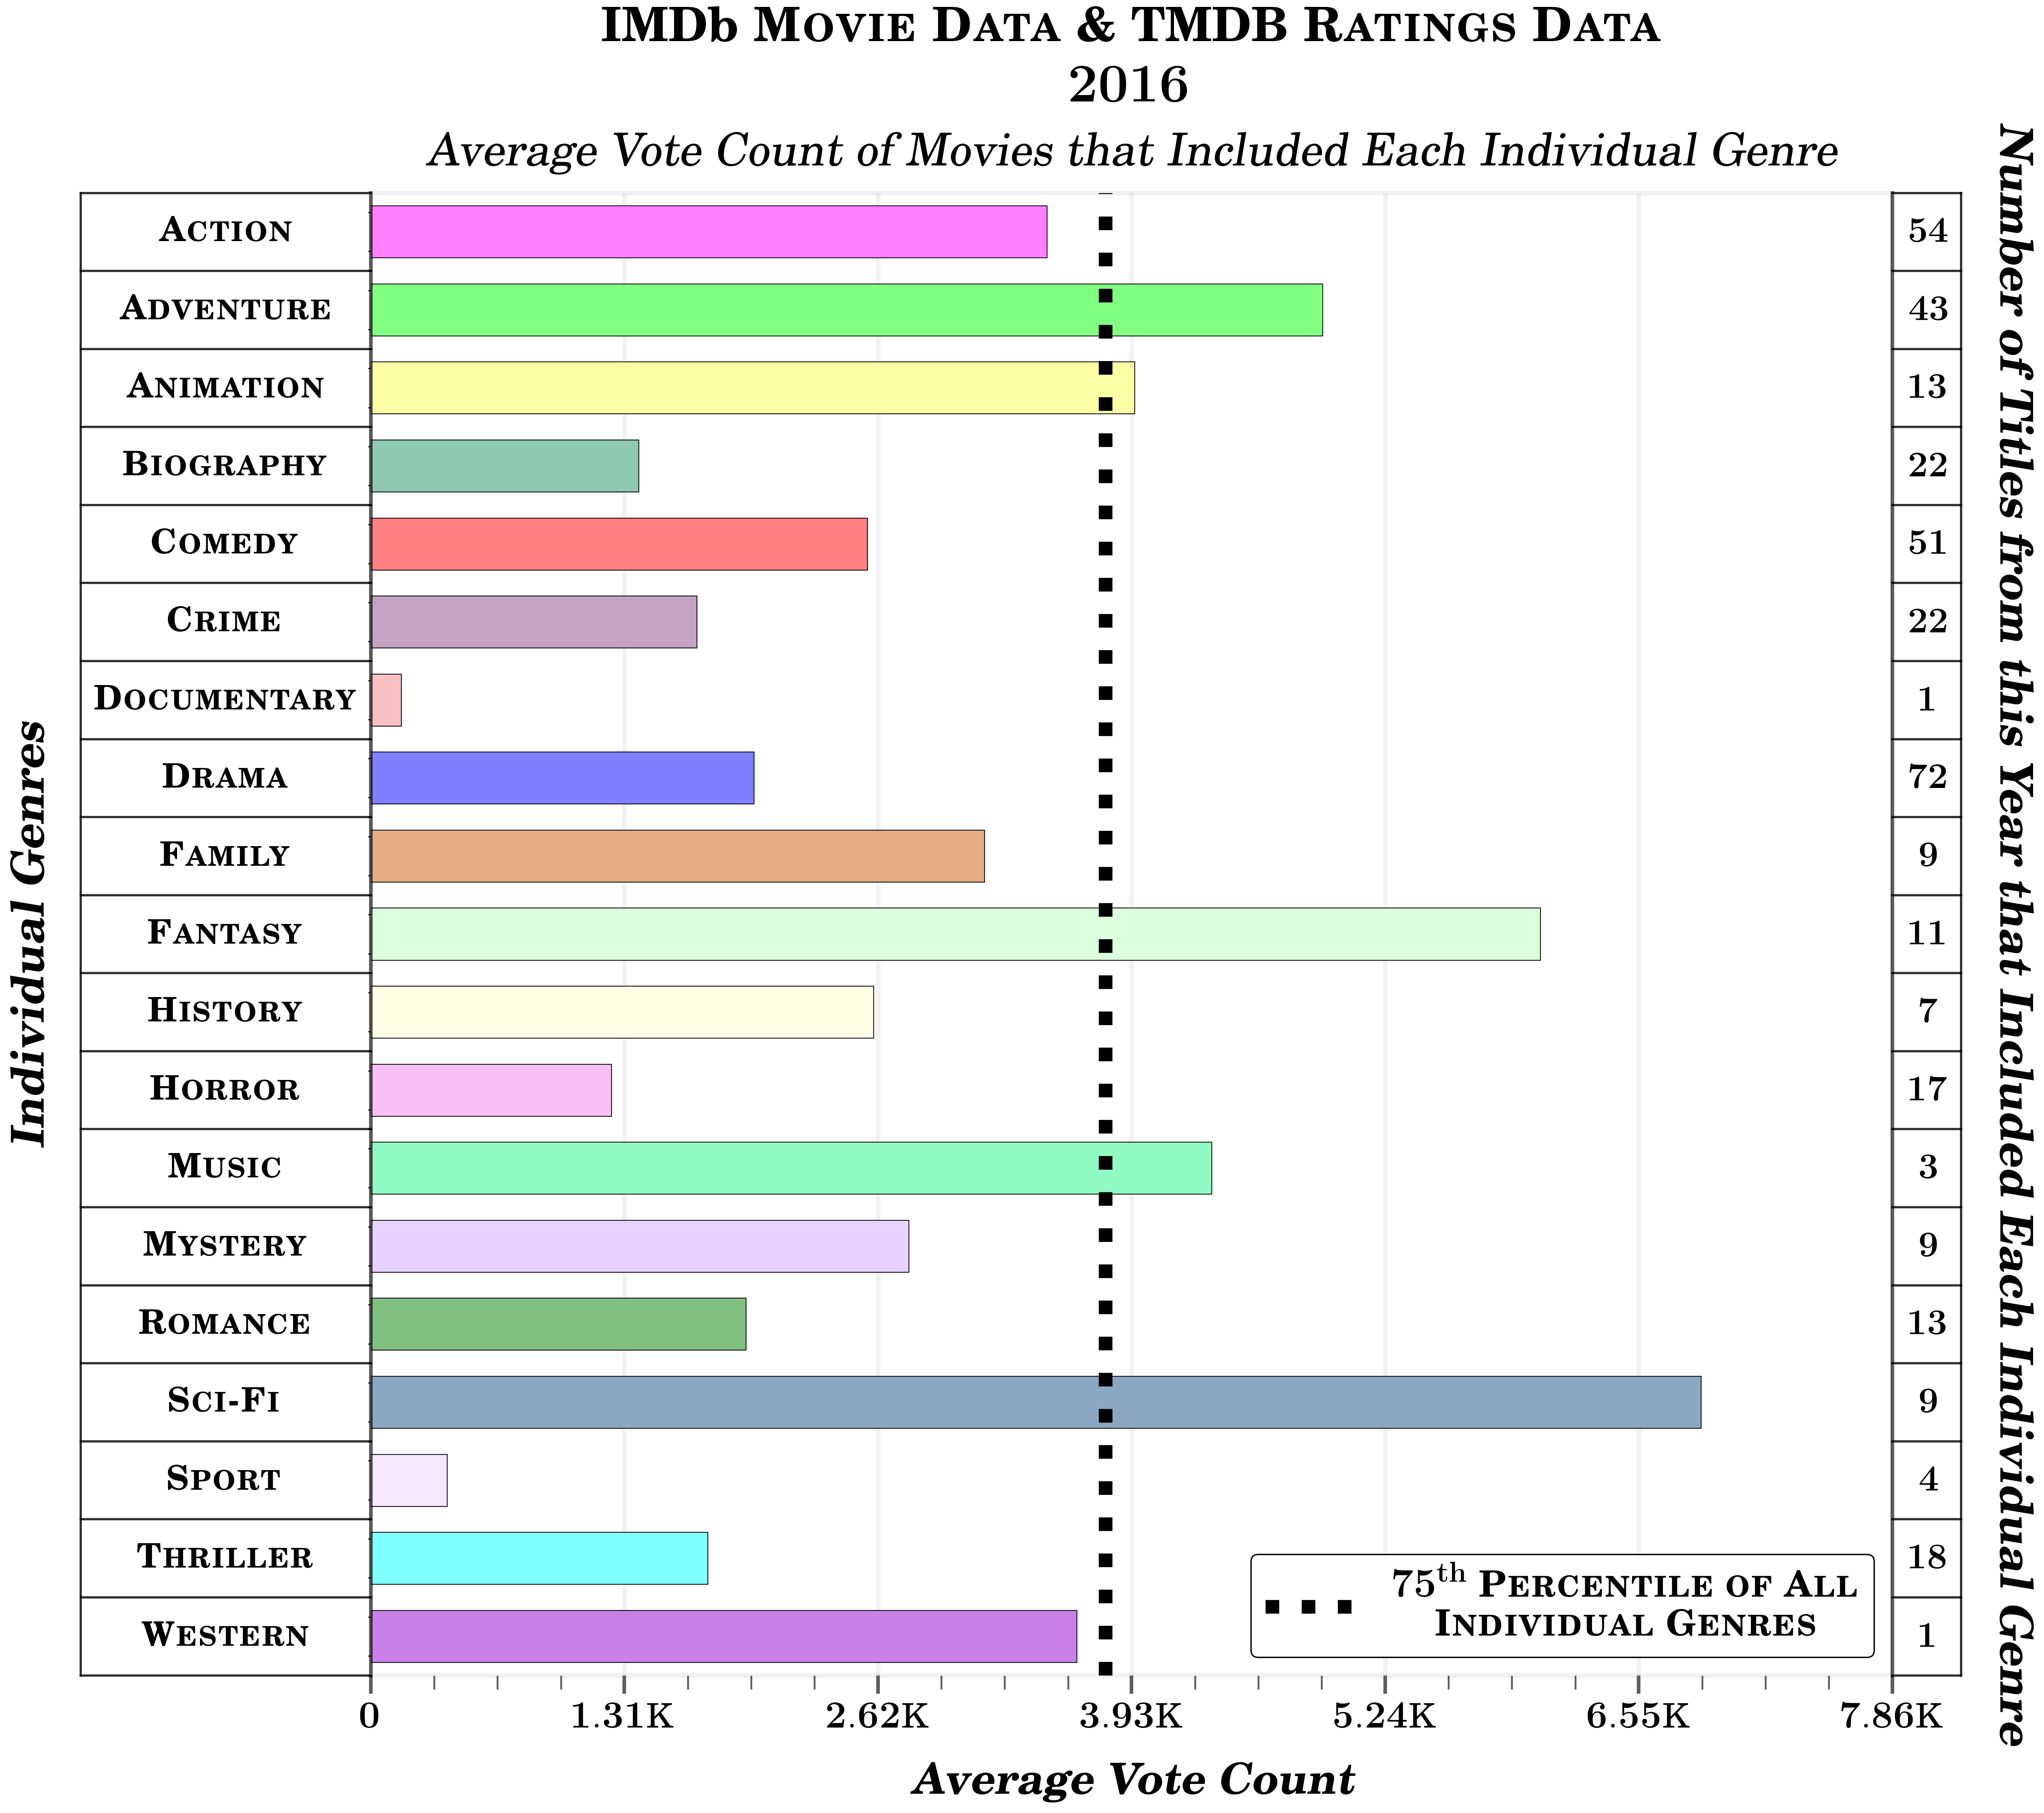 IMDb Movie Data & TMDB Ratings Data
2016
Average Vote Count of Movies that Included Each Individual Genre
Individual Genres
Action 54
Adventure 43
Animation 13
Biography 22
Comedy 51
Crime 22
Documentary 1
Drama 72
Family 9
Fantasy 11
History 7
Horror 17
Music 3
Mystery 9
Romance 13
Sci-Fi 9
Sport 4
Thriller 18
Western 1
75th Percentile of All
Individual Genres
0 1.31K 2.62K 3.93K 5.24K 6.55K 7.86K
Average Vote Count
Number of Titles from this Year that Included Each Individual Genre